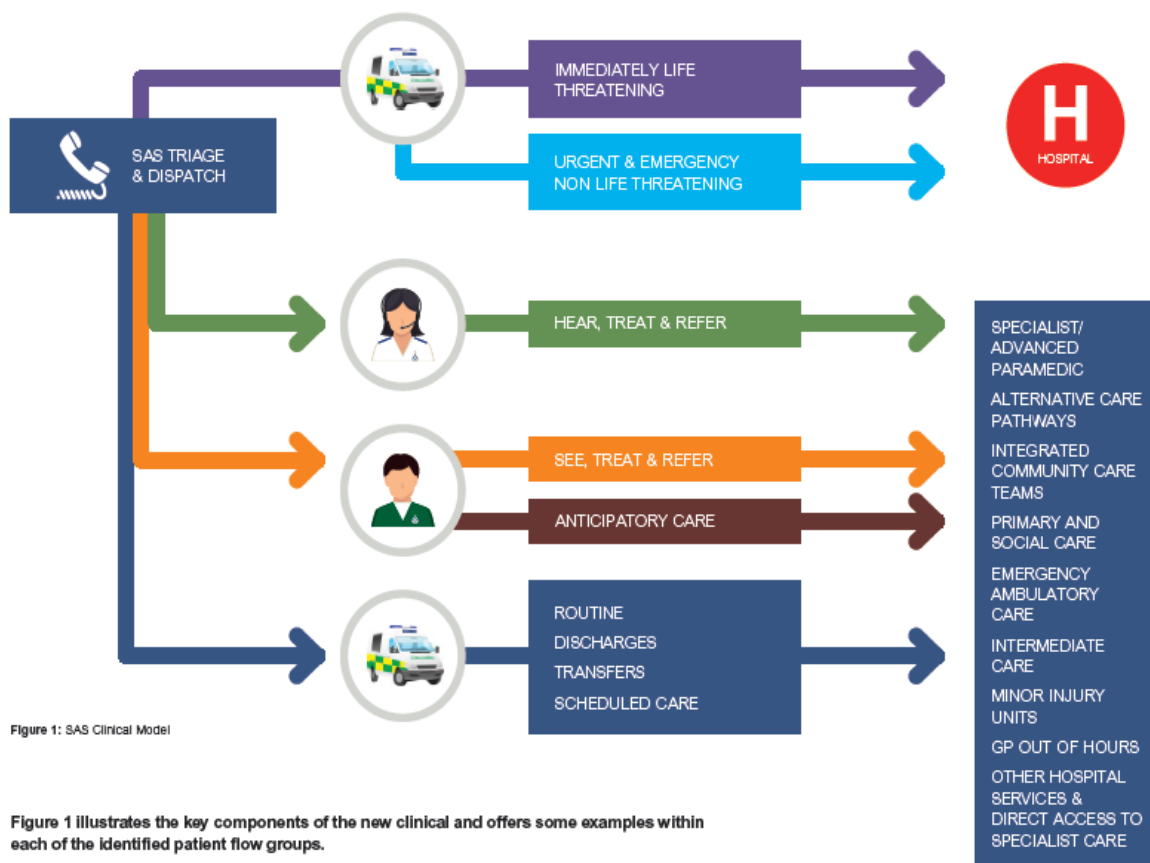 IMMEDIATELY LIFE
THREATENING
H
HOSPITAL
SAS TRIAGE
& DISPATCH
URGENT & EMERGENCY
NON LIFE THREATENING
HEAR, TREAT & REFER
SEE, TREAT & REFER
ANTICIPATORY CARE
ROUTINE
DISCHARGES
TRANSFERS
SCHEDULED CARE
SPECIALIST/
ADVANCED
PARAMEDIC
ALTERNATIVE CARE
PATHWAYS
INTEGRATED
COMMUNITY CARE
TEAMS
PRIMARY AND
SOCIAL CARE
EMERGENCY
AMBULATORY
CARE
INTERMEDIATE
CARE
MINOR INJURY
UNITS
GP OUT OF HOURS
OTHER HOSPITAL
SERVICES &
DIRECT ACCESS TO
SPECIALIST CARE
Figure 1: SAS Clinical Model
Figure 1 illustrates the key components of the new clinical and offers some examples within
each of the identified patient flow groups.